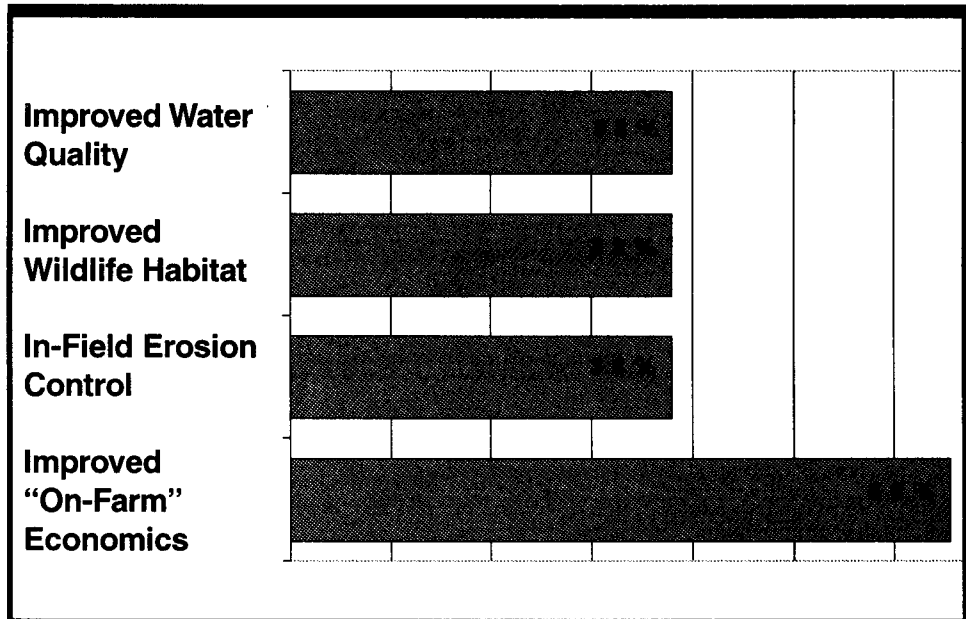 Improved Water
Quality
Improved
Wildlife Habitat
In-Field Erosion
Control
Improved
“On-Farm”
Economics